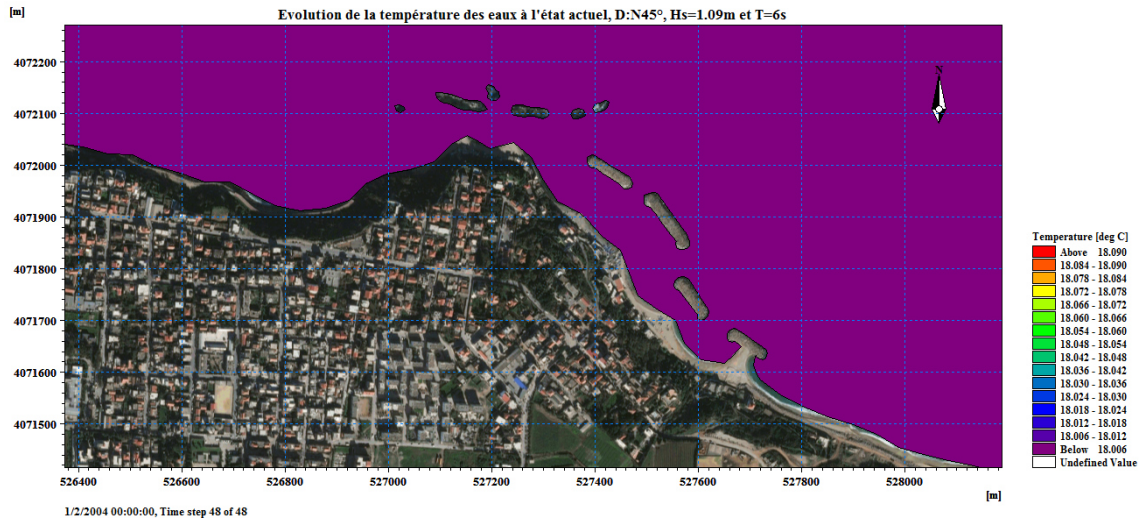 [m]
Evolution de la température des eaux à l'état actuel, D:N45°, Hs=1.09m et T=6s
4072200
4072100
4072000
4071900
4071800
4071700
4071600
4071500
N
526400 526600 526800 527000 527200 527400 527600 527800 528000
[m]
1/2/2004 00:00:00, Time step 48 of 48
Temperature [deg C]
Above 18.090
18.084 - 18.090
18.078 - 18.084
18.072 - 18.078
18.066 - 18.072
18.060 - 18.066
18.054 - 18.060
18.048 - 18.054
18.042 - 18.048
18.036 - 18.042
18.030 - 18.036
18.024 - 18.030
18.018 - 18.024
18.012 - 18.018
18.006 - 18.012
Below 18.006
Undefined Value